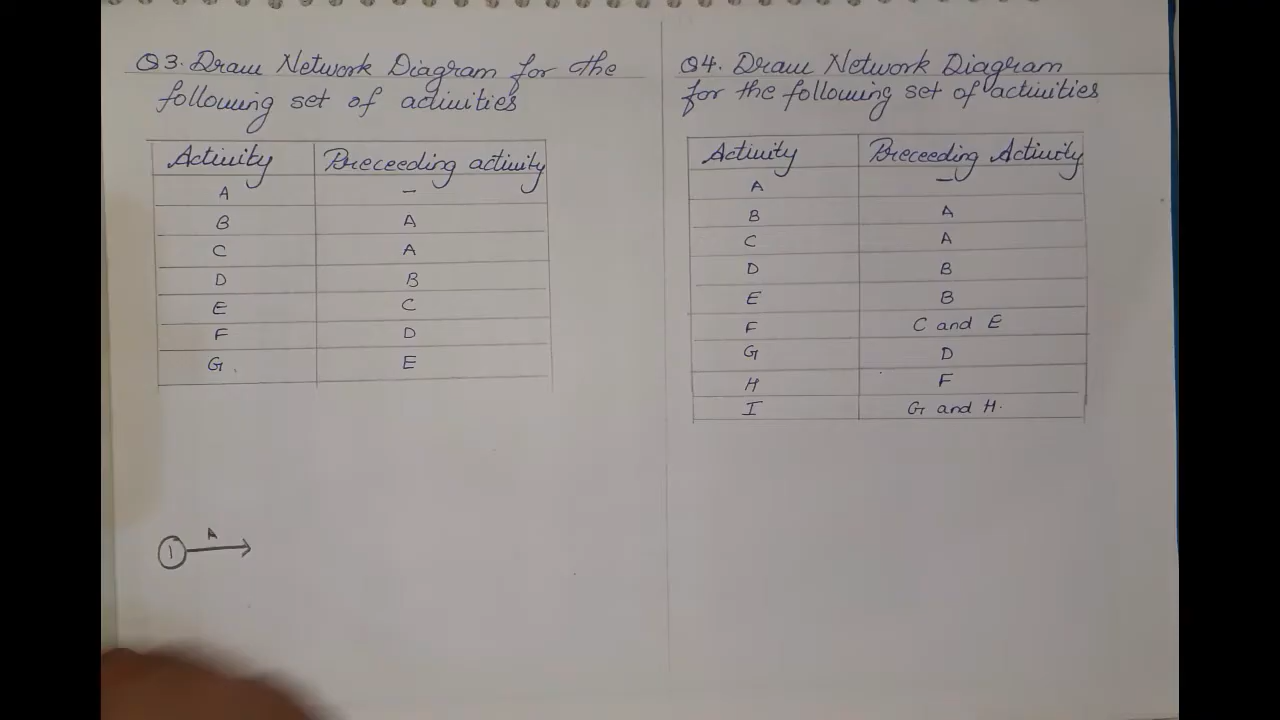 Q3. Draw Network Diagram for the
following set of activities
Activity Preceeding activity
A –
B A
C A
D B
E C
F D
G. E
1 A
Q4. Draw Network Diagram
for the following set of activities
Activity Preceeding Activity
A –
B A
C A
D B
E B
F C and E
G D
H F
I G and H.